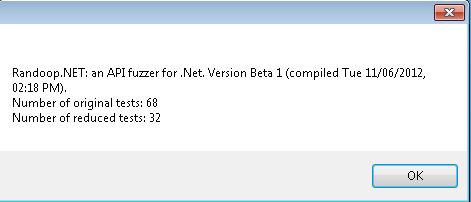 Randoop.NET: an API fuzzer for .Net. Version Beta 1 (compiled Tue 11/06/2012,
02:18 PM).
Number of original tests: 68
Number of reduced tests: 32
OK